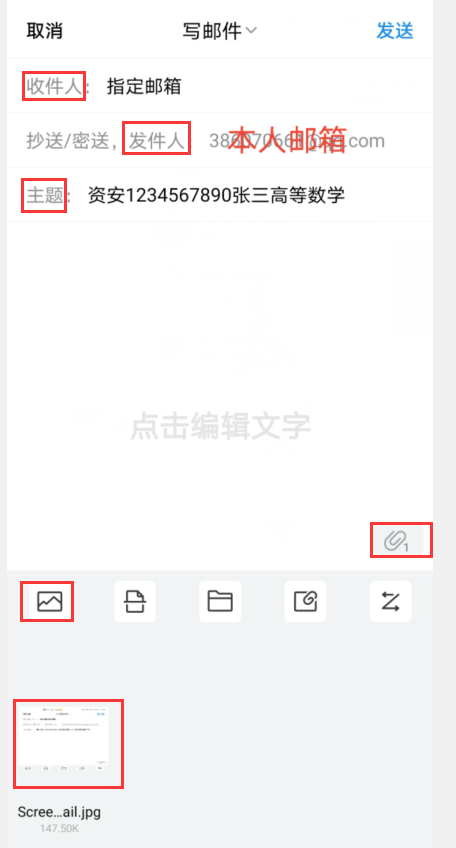 取消 写邮件 发送
收件人: 指定邮箱
抄送/密送, 发件人: 本人邮箱 .com
主题: 资安1234567890张三高等数学
点击编辑文字
1
Scree...ail.jpg
147.50K